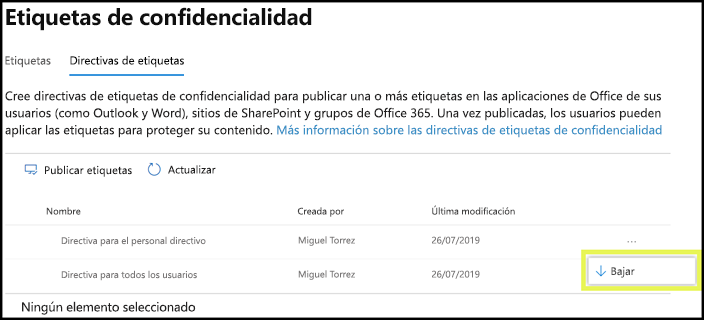 Etiquetas de confidencialidad
Etiquetas Directivas de etiquetas
Cree directivas de etiquetas de confidencialidad para publicar una o más etiquetas en las aplicaciones de Office de sus
usuarios (como Outlook y Word), sitios de SharePoint y grupos de Office 365. Una vez publicadas, los usuarios pueden
aplicar las etiquetas para proteger su contenido. Más información sobre las directivas de etiquetas de confidencialidad
Publicar etiquetas Actualizar
Nombre Creada por Última modificación
Directiva para el personal directivo Miguel Torrez 26/07/2019 ...
Directiva para todos los usuarios Miguel Torrez 26/07/2019 Bajar
Ningún elemento seleccionado